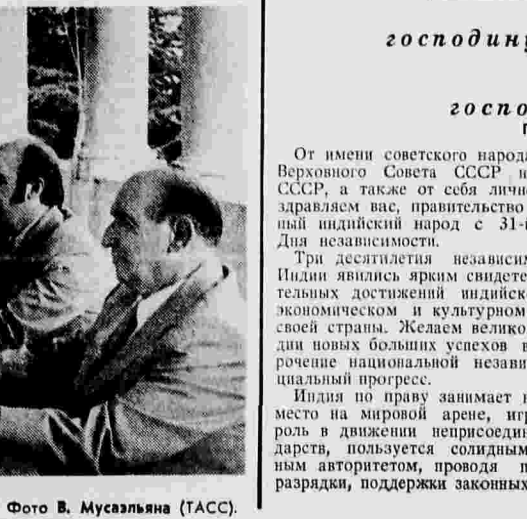 господину
госпо
От имени советского народа
Верховного Совета СССР и
СССР, а также от себя лично
здравляем вас, правительство
ный индийский народ с 31-
Дня независимости.
Три десятилетия независим
Индии явились ярким свидете
тельных достижений индийск
экономическом и культурном
своей страны. Желаем велико
дии новых больших успехов в
рочение национальной незави
циальный прогресс.
Индия по праву занимает
место на мировой арене, игр
роль в движении неприсоедин
дарств, пользуется солидным
ным авторитетом, проводя
разрядки, поддержки законных
Фото В. Мусаэльяна (ТАСС).